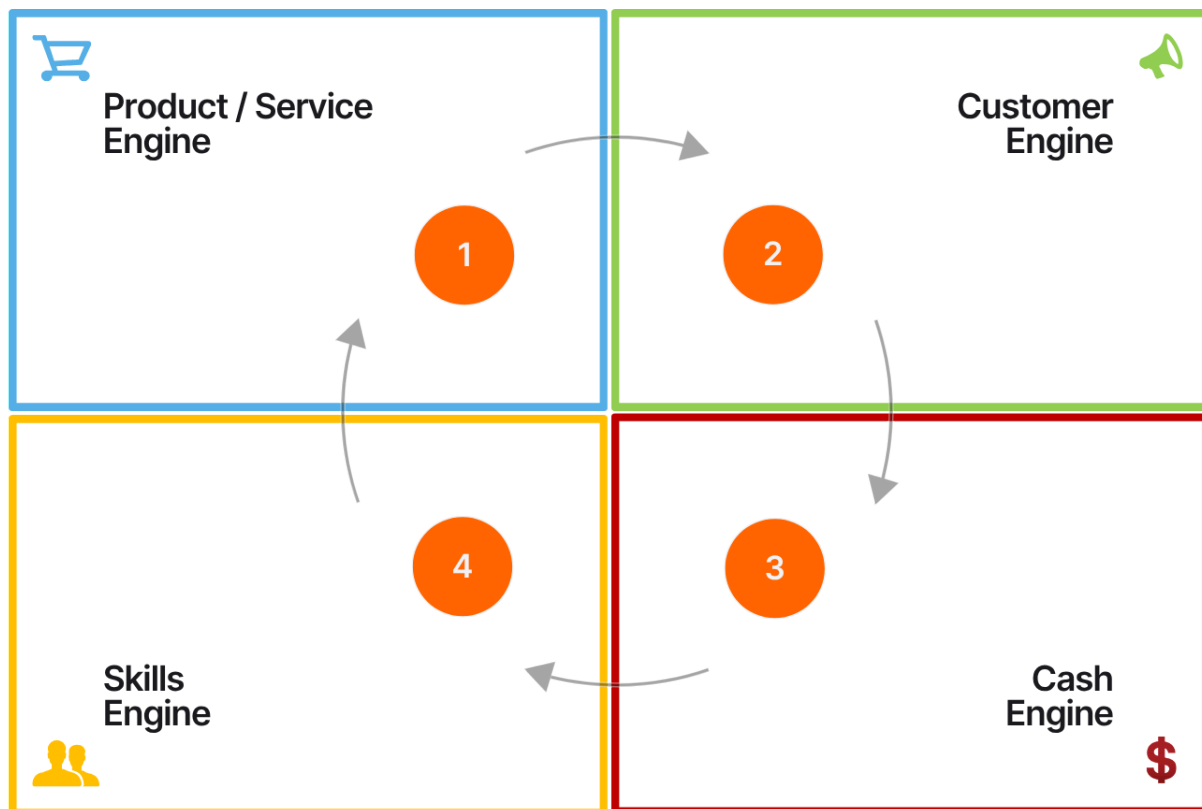 Product / Service
Engine
Customer
Engine
1
2
4
3
Skills
Engine
Cash
Engine
$